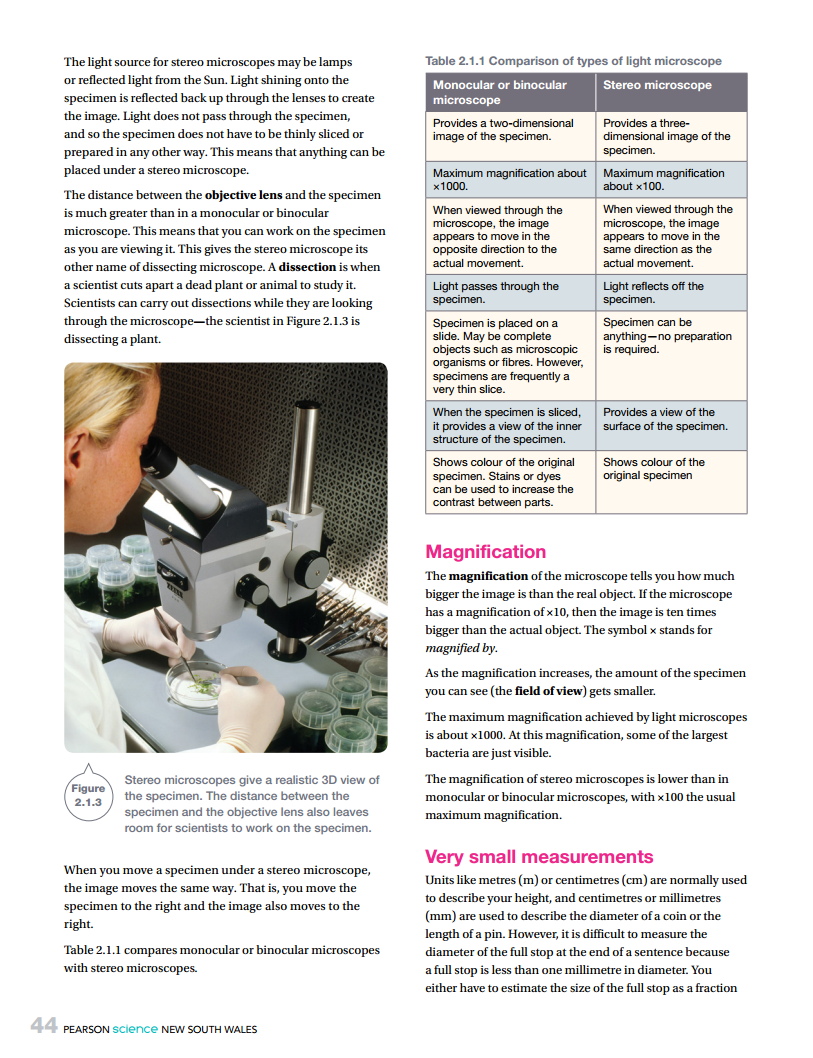 The light source for stereo microscopes may be lamps
or reflected light from the Sun. Light shining onto the
specimen is reflected back up through the lenses to create
the image. Light does not pass through the specimen,
and so the specimen does not have to be thinly sliced or
prepared in any other way. This means that anything can be
placed under a stereo microscope.
The distance between the objective lens and the specimen
is much greater than in a monocular or binocular
microscope. This means that you can work on the specimen
as you are viewing it. This gives the stereo microscope its
other name of dissecting microscope. A dissection is when
a scientist cuts apart a dead plant or animal to study it.
Scientists can carry out dissections while they are looking
through the microscope—the scientist in Figure 2.1.3 is
dissecting a plant.
Figure
2.1.3
Stereo microscopes give a realistic 3D view of
the specimen. The distance between the
specimen and the objective lens also leaves
room for scientists to work on the specimen.
When you move a specimen under a stereo microscope,
the image moves the same way. That is, you move the
specimen to the right and the image also moves to the
right.
Table 2.1.1 compares monocular or binocular microscopes
with stereo microscopes.
Table 2.1.1 Comparison of types of light microscope
Monocular or binocular
microscope
Stereo microscope
Provides a two-dimensional
image of the specimen.
Provides a three-
dimensional image of the
specimen.
Maximum magnification about
×1000.
Maximum magnification
about ×100.
When viewed through the
microscope, the image
appears to move in the
opposite direction to the
actual movement.
When viewed through the
microscope, the image
appears to move in the
same direction as the
actual movement.
Light passes through the
specimen.
Light reflects off the
specimen.
Specimen is placed on a
slide. May be complete
objects such as microscopic
organisms or fibres. However,
specimens are frequently a
very thin slice.
Specimen can be
anything—no preparation
is required.
When the specimen is sliced,
it provides a view of the inner
structure of the specimen.
Provides a view of the
surface of the specimen.
Shows colour of the original
specimen. Stains or dyes
can be used to increase the
contrast between parts.
Shows colour of the
original specimen
Magnification
The magnification of the microscope tells you how much
bigger the image is than the real object. If the microscope
has a magnification of ×10, then the image is ten times
bigger than the actual object. The symbol × stands for
magnified by.
As the magnification increases, the amount of the specimen
you can see (the field of view) gets smaller.
The maximum magnification achieved by light microscopes
is about ×1000. At this magnification, some of the largest
bacteria are just visible.
The magnification of stereo microscopes is lower than in
monocular or binocular microscopes, with ×100 the usual
maximum magnification.
Very small measurements
Units like metres (m) or centimetres (cm) are normally used
to describe your height, and centimetres or millimetres
(mm) are used to describe the diameter of a coin or the
length of a pin. However, it is difficult to measure the
diameter of the full stop at the end of a sentence because
a full stop is less than one millimetre in diameter. You
either have to estimate the size of the full stop as a fraction
44 PEARSON science NEW SOUTH WALES